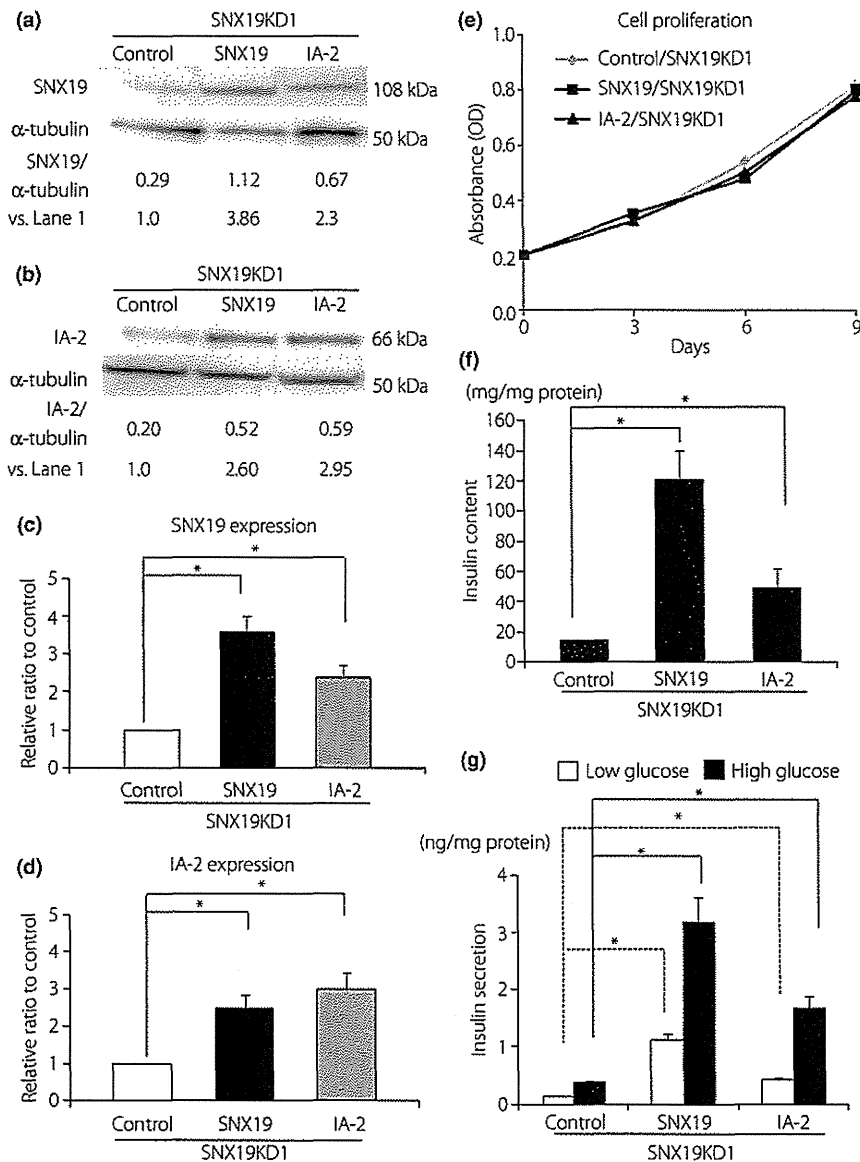 (a)
SNX19KD1
Control SNX19 IA-2
SNX19
108 kDa
α-tubulin
50 kDa
SNX19/
α-tubulin
0.29 1.12 0.67
vs. Lane 1 1.0 3.86 2.3
(b)
SNX19KD1
Control SNX19 IA-2
IA-2
66 kDa
α-tubulin
50 kDa
IA-2/
α-tubulin
0.20 0.52 0.59
vs. Lane 1 1.0 2.60 2.95
(c)
SNX19 expression
*
*
Relative ratio to control
5
4
3
2
1
0
Control SNX19 IA-2
SNX19KD1
(d)
IA-2 expression
*
*
Relative ratio to control
5
4
3
2
1
0
Control SNX19 IA-2
SNX19KD1
(e)
Cell proliferation
Control/SNX19KD1
SNX19/SNX19KD1
IA-2/SNX19KD1
Absorbance (OD)
1.0
0.8
0.6
0.4
0.2
0.0
0 3 6 9
Days
(f)
(mg/mg protein)
*
*
Insulin content
160
140
120
100
80
60
40
20
0
Control SNX19 IA-2
SNX19KD1
(g)
Low glucose High glucose
(ng/mg protein)
*
*
*
*
Insulin secretion
4
3
2
1
0
Control SNX19 IA-2
SNX19KD1